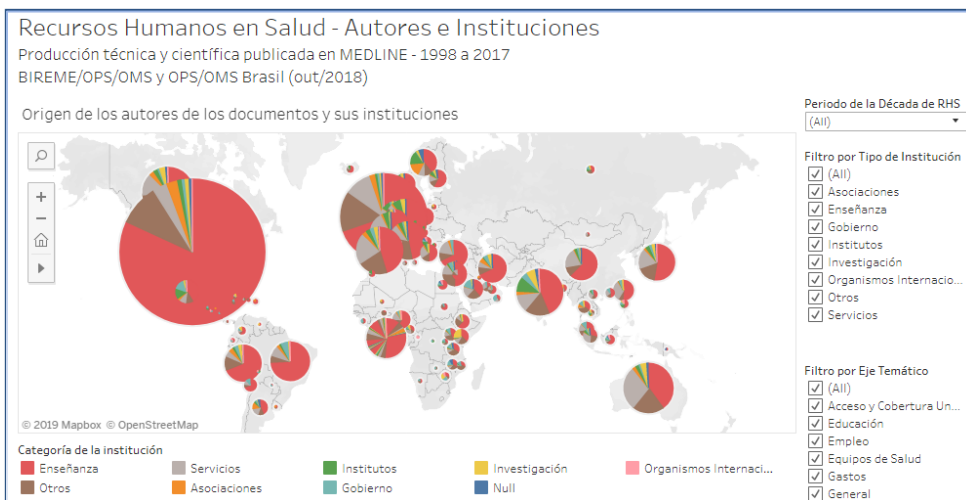 Recursos Humanos en Salud - Autores e Instituciones
Producción técnica y científica publicada en MEDLINE - 1998 a 2017
BIREME/OPS/OMS y OPS/OMS Brasil (out/2018)
Origen de los autores de los documentos y sus instituciones
© 2019 Mapbox © OpenStreetMap
Categoría de la institución
Enseñanza
Servicios
Institutos
Investigación
Organismos Internaci...
Otros
Asociaciones
Gobierno
Null
Periodo de la Década de RHS
(All)
Filtro por Tipo de Institución
(All)
Asociaciones
Enseñanza
Gobierno
Institutos
Investigación
Organismos Internacio...
Otros
Servicios
Filtro por Eje Temático
(All)
Acceso y Cobertura Un...
Educación
Empleo
Equipos de Salud
Gastos
General